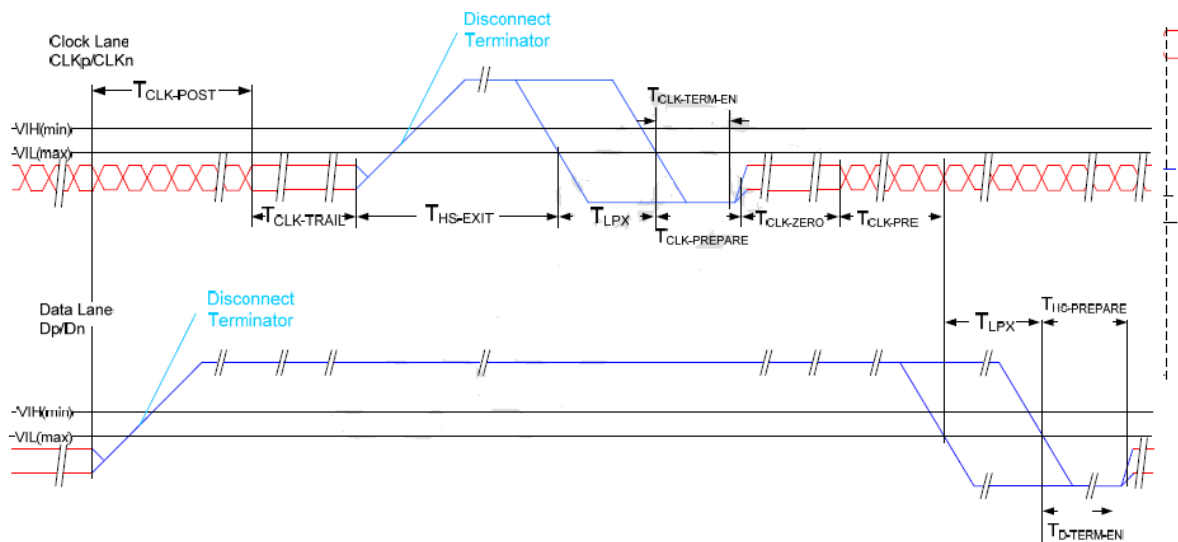 Disconnect
Terminator
Clock Lane
CLKp/CLKn
TCLK-POST
TCLK-TERM-EN
VIH(min)
VIL(max)
TCLK-TRAIL
THS-EXIT
TLPX
TCLK-PREPARE
TCLK-ZERO
TCLK-PRE
Data Lane
Dp/Dn
Disconnect
Terminator
TLPX
THS-PREPARE
VIH(min)
VIL(max)
TD-TERM-EN